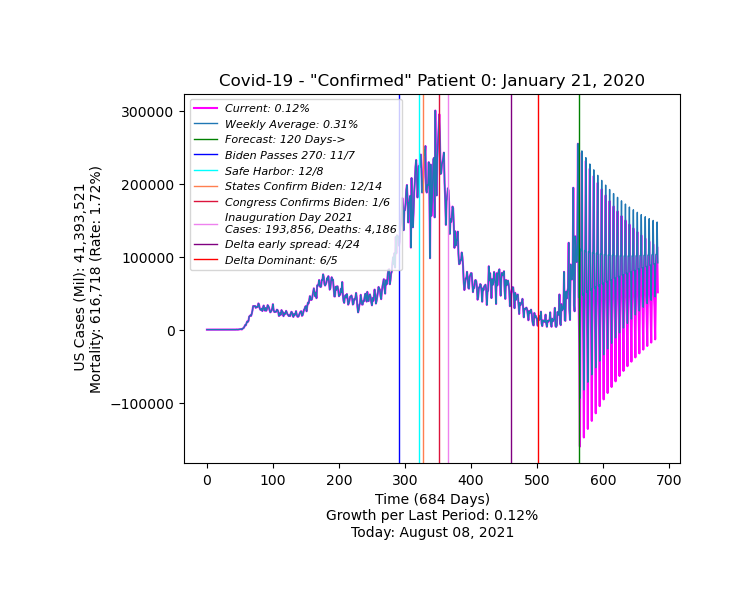 Covid-19 - "Confirmed" Patient 0: January 21, 2020
300000
200000
100000
0
−100000
US Cases (Mil): 41,393,521
Mortality: 616,718 (Rate: 1.72%)
Current: 0.12%
Weekly Average: 0.31%
Forecast: 120 Days->
Biden Passes 270: 11/7
Safe Harbor: 12/8
States Confirm Biden: 12/14
Congress Confirms Biden: 1/6
Inauguration Day 2021
Cases: 193,856, Deaths: 4,186
Delta early spread: 4/24
Delta Dominant: 6/5
0 100 200 300 400 500 600 700
Time (684 Days)
Growth per Last Period: 0.12%
Today: August 08, 2021